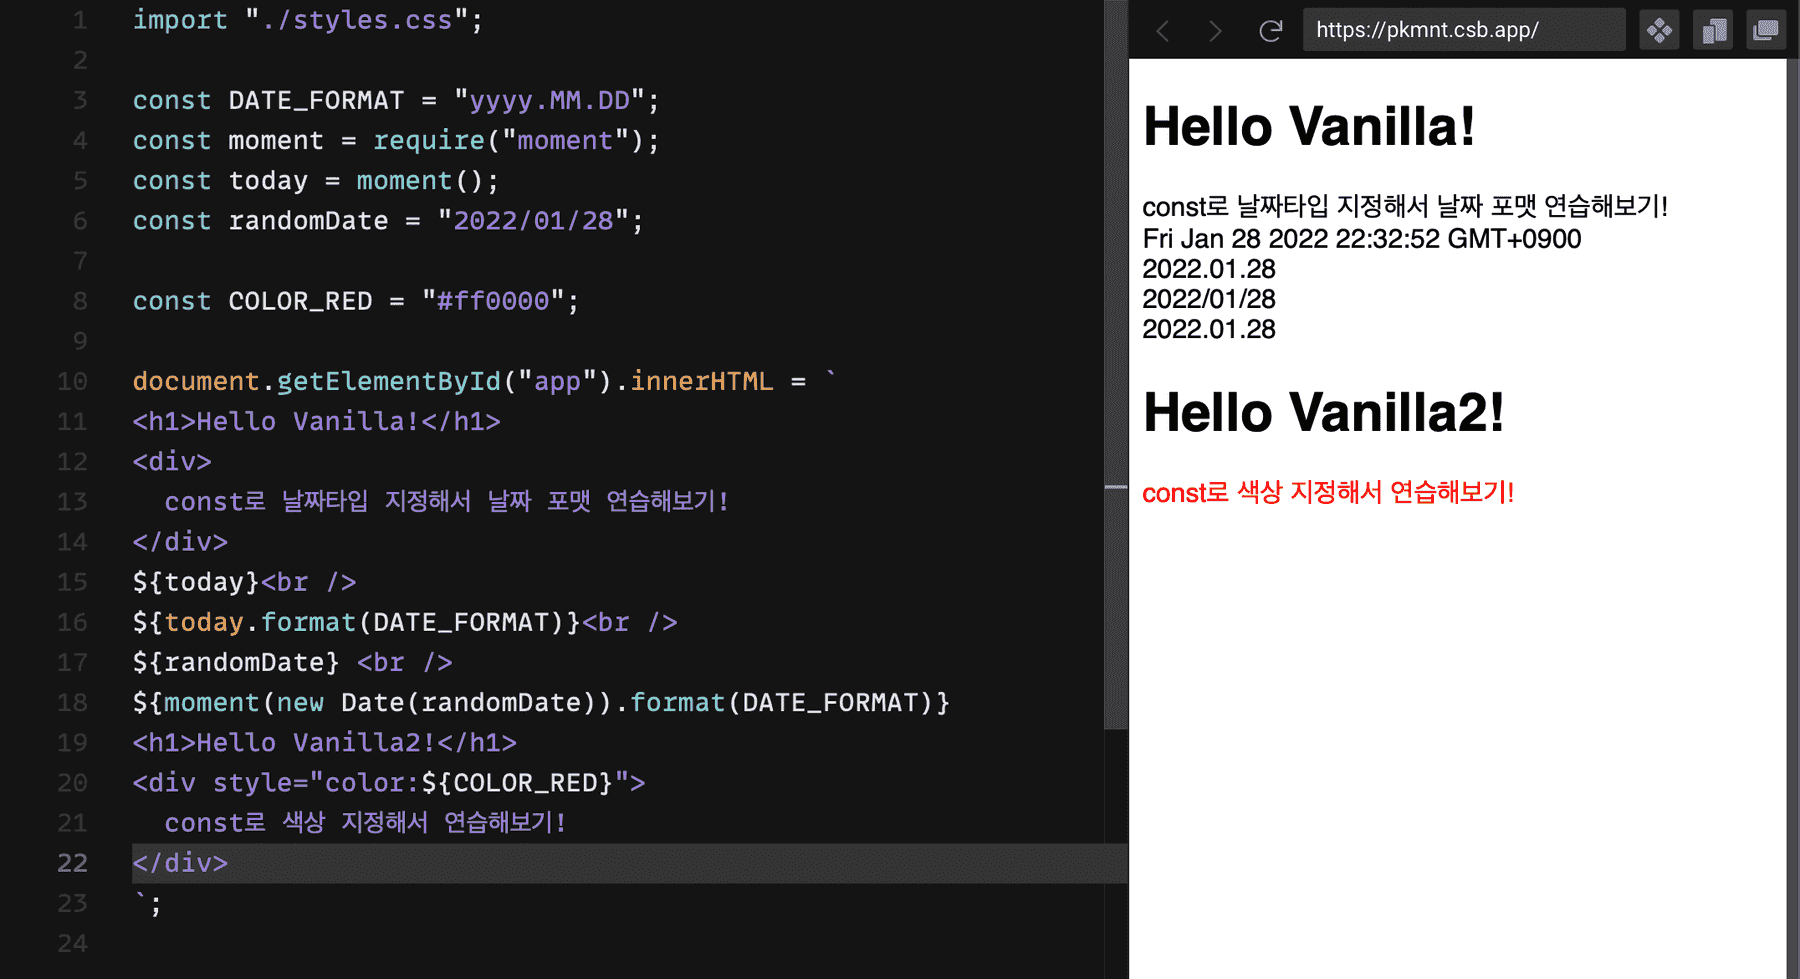 1 import "./styles.css";
2
3 const DATE_FORMAT = "yyyy.MM.DD";
4 const moment = require("moment");
5 const today = moment();
6 const randomDate = "2022/01/28";
7
8 const COLOR_RED = "#ff0000";
9
10 document.getElementById("app").innerHTML = `
11 <h1>Hello Vanilla!</h1>
12 <div>
13   const로 날짜타입 지정해서 날짜 포맷 연습해보기!
14 </div>
15 ${today}<br />
16 ${today.format(DATE_FORMAT)}<br />
17 ${randomDate} <br />
18 ${moment(new Date(randomDate)).format(DATE_FORMAT)}
19 <h1>Hello Vanilla2!</h1>
20 <div style="color:${COLOR_RED}">
21   const로 색상 지정해서 연습해보기!
22 </div>
23 `;
24
https://pkmnt.csb.app/
Hello Vanilla!
const로 날짜타입 지정해서 날짜 포맷 연습해보기!
Fri Jan 28 2022 22:32:52 GMT+0900
2022.01.28
2022/01/28
2022.01.28
Hello Vanilla2!
const로 색상 지정해서 연습해보기!